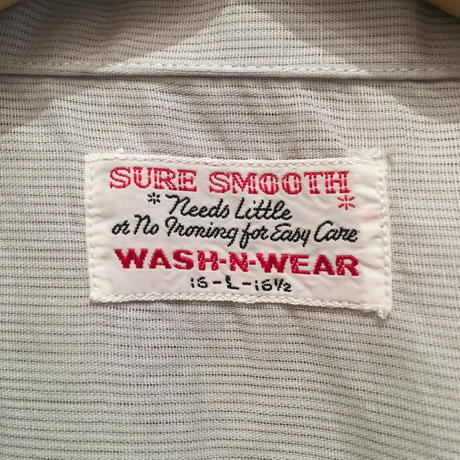 SURE SMOOTH
* Needs Little *
or No Ironing for Easy Care
WASH-N-WEAR
16-L-16½